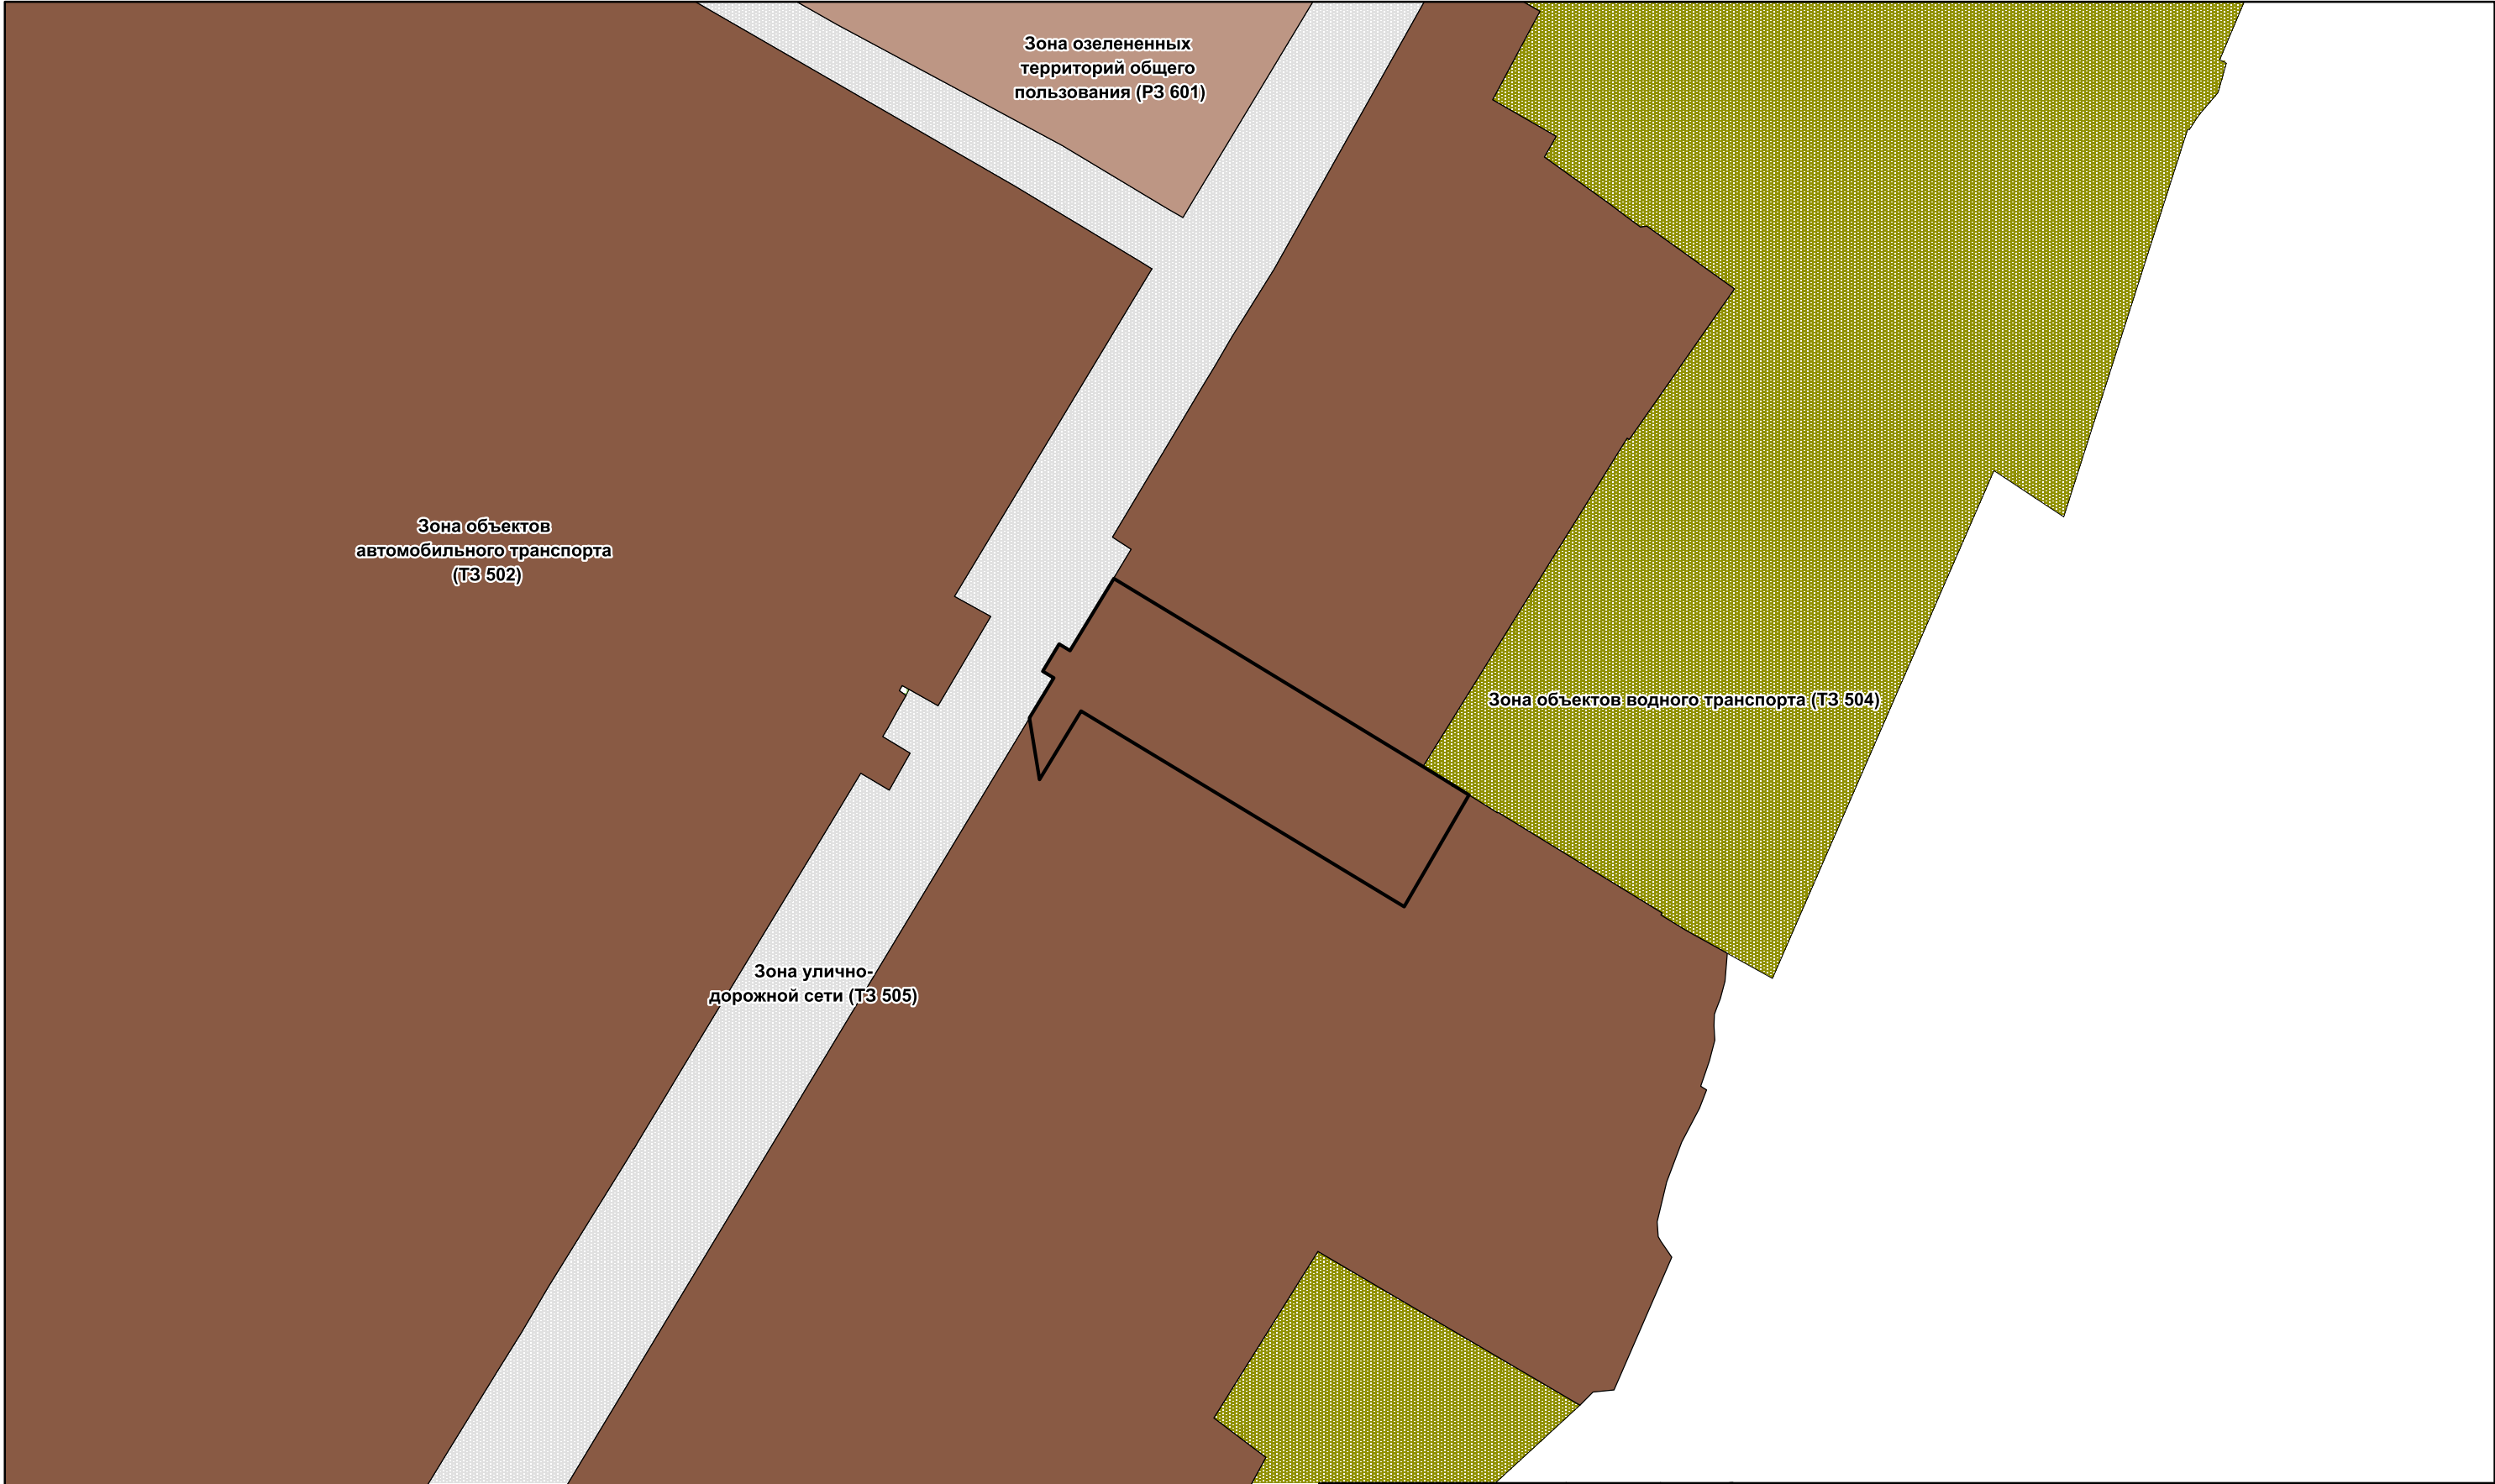 Зона озелененных
территорий общего
пользования (РЗ 601)
Зона объектов
автомобильного транспорта
(ТЗ 502)
Зона объектов водного транспорта (ТЗ 504)
Зона улично-
дорожной сети (ТЗ 505)